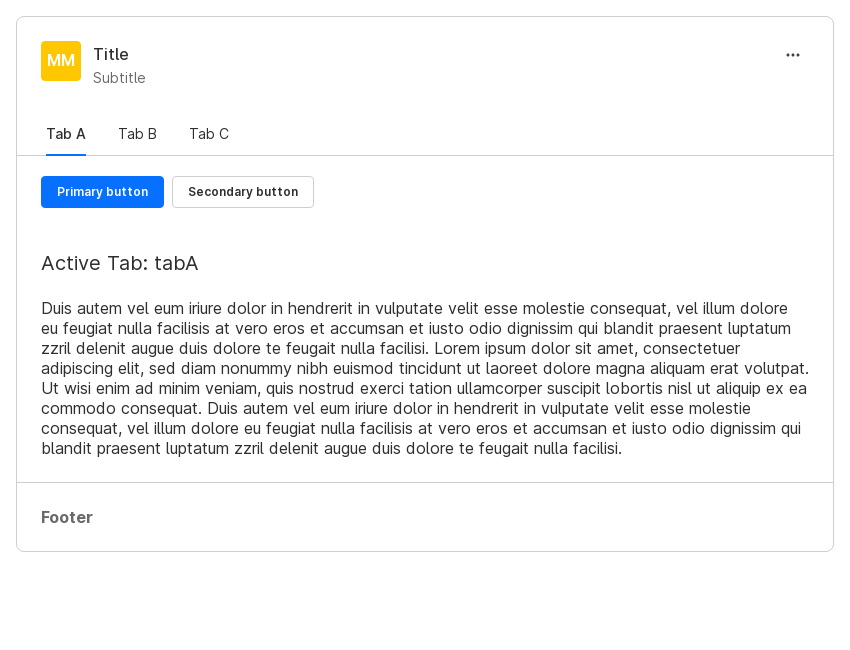 MM
Title
Subtitle
Tab A
Tab B
Tab C
Primary button
Secondary button
Active Tab: tabA
Duis autem vel eum iriure dolor in hendrerit in vulputate velit esse molestie consequat, vel illum dolore
eu feugiat nulla facilisis at vero eros et accumsan et iusto odio dignissim qui blandit praesent luptatum
zzril delenit augue duis dolore te feugait nulla facilisi. Lorem ipsum dolor sit amet, consectetuer
adipiscing elit, sed diam nonummy nibh euismod tincidunt ut laoreet dolore magna aliquam erat volutpat.
Ut wisi enim ad minim veniam, quis nostrud exerci tation ullamcorper suscipit lobortis nisl ut aliquip ex ea
commodo consequat. Duis autem vel eum iriure dolor in hendrerit in vulputate velit esse molestie
consequat, vel illum dolore eu feugiat nulla facilisis at vero eros et accumsan et iusto odio dignissim qui
blandit praesent luptatum zzril delenit augue duis dolore te feugait nulla facilisi.
Footer